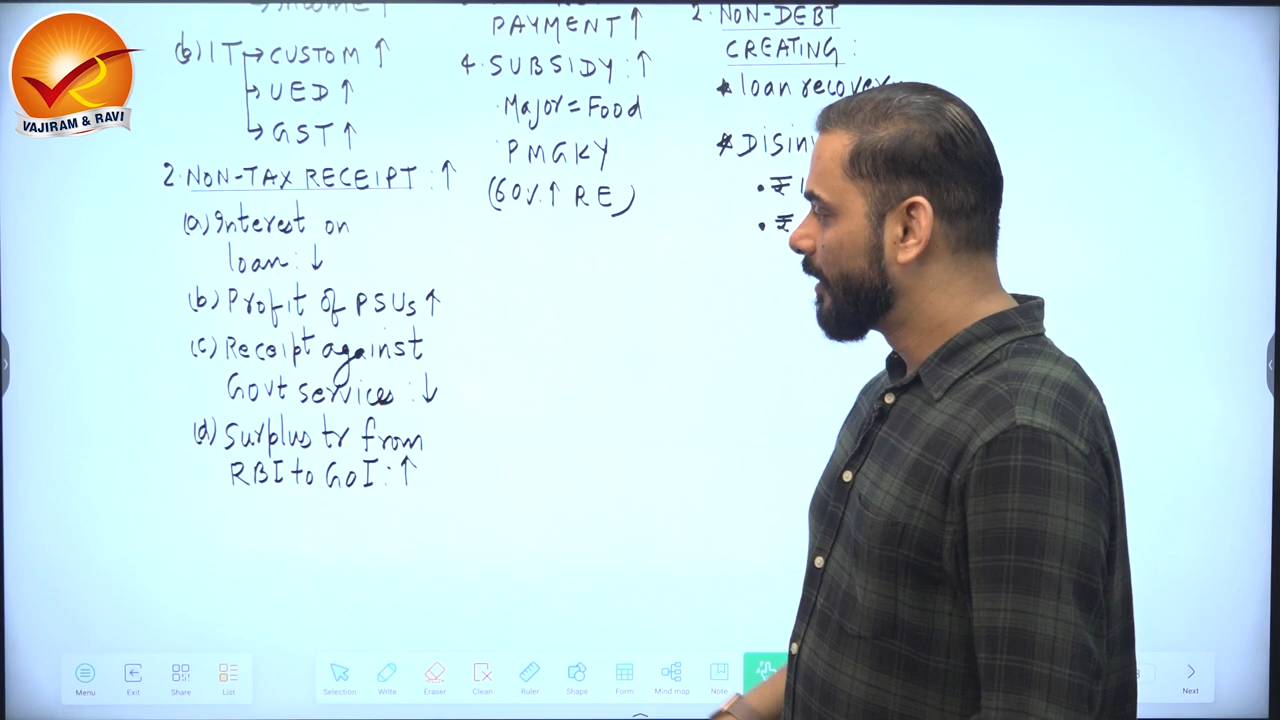 VAJIRAM & RAVI
(b) IT → CUSTOM ↑
→ UED ↑
→ GST ↑
2. NON-TAX RECEIPT : ↑
(a) Interest on
loan : ↓
(b) Profit of PSUs ↑
(c) Receipt against
Govt services : ↓
(d) Surplus tr from
RBI to GoI : ↑
PAYMENT ↑
4. SUBSIDY : ↑
Major = Food
PMGKY
(60% ↑ RE)
2. NON-DEBT
CREATING :
* loan recovery
* Disin
• ₹ 1
• ₹
Menu
Exit
Share
List
Selection
Write
Eraser
Clean
Ruler
Shape
Form
Mind map
Note
Next